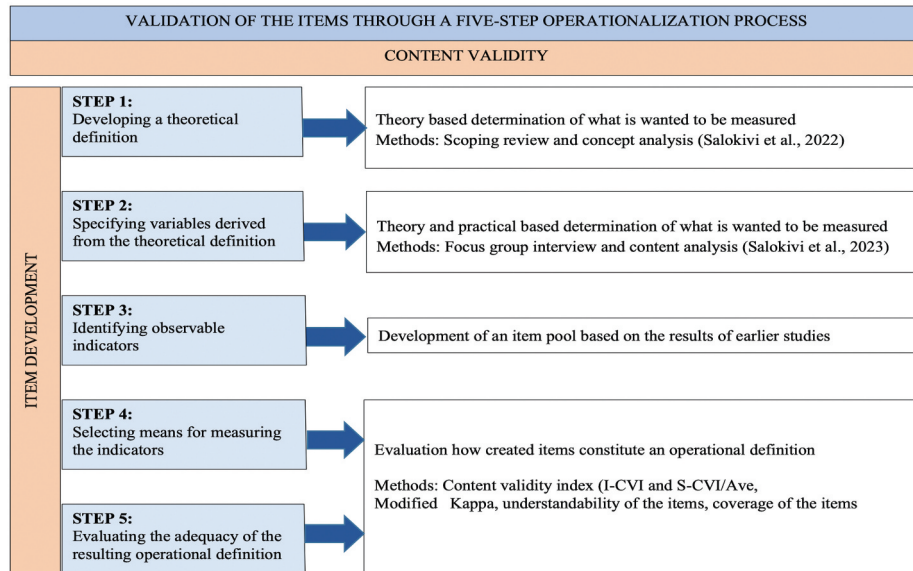 VALIDATION OF THE ITEMS THROUGH A FIVE-STEP OPERATIONALIZATION PROCESS
CONTENT VALIDITY
ITEM DEVELOPMENT
STEP 1:
Developing a theoretical
definition
Theory based determination of what is wanted to be measured
Methods: Scoping review and concept analysis (Salokivi et al., 2022)
STEP 2:
Specifying variables derived
from the theoretical definition
Theory and practical based determination of what is wanted to be measured
Methods: Focus group interview and content analysis (Salokivi et al., 2023)
STEP 3:
Identifying observable
indicators
Development of an item pool based on the results of earlier studies
STEP 4:
Selecting means for measuring
the indicators
STEP 5:
Evaluating the adequacy of the
resulting operational definition
Evaluation how created items constitute an operational definition
Methods: Content validity index (I-CVI and S-CVI/Ave,
Modified Kappa, understandability of the items, coverage of the items